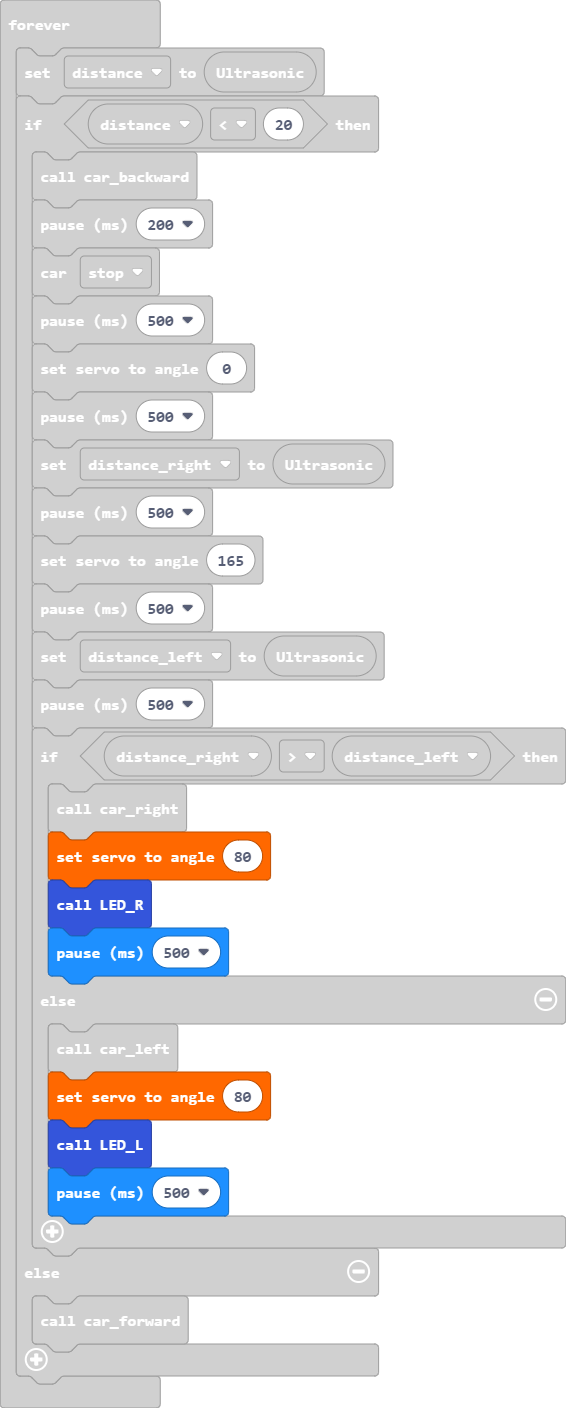 forever
set distance to Ultrasonic
if distance < 20 then
call car_backward
pause (ms) 200
car stop
pause (ms) 500
set servo to angle 0
pause (ms) 500
set distance_right to Ultrasonic
pause (ms) 500
set servo to angle 165
pause (ms) 500
set distance_left to Ultrasonic
pause (ms) 500
if distance_right > distance_left then
call car_right
set servo to angle 80
call LED_R
pause (ms) 500
else
call car_left
set servo to angle 80
call LED_L
pause (ms) 500
else
call car_forward